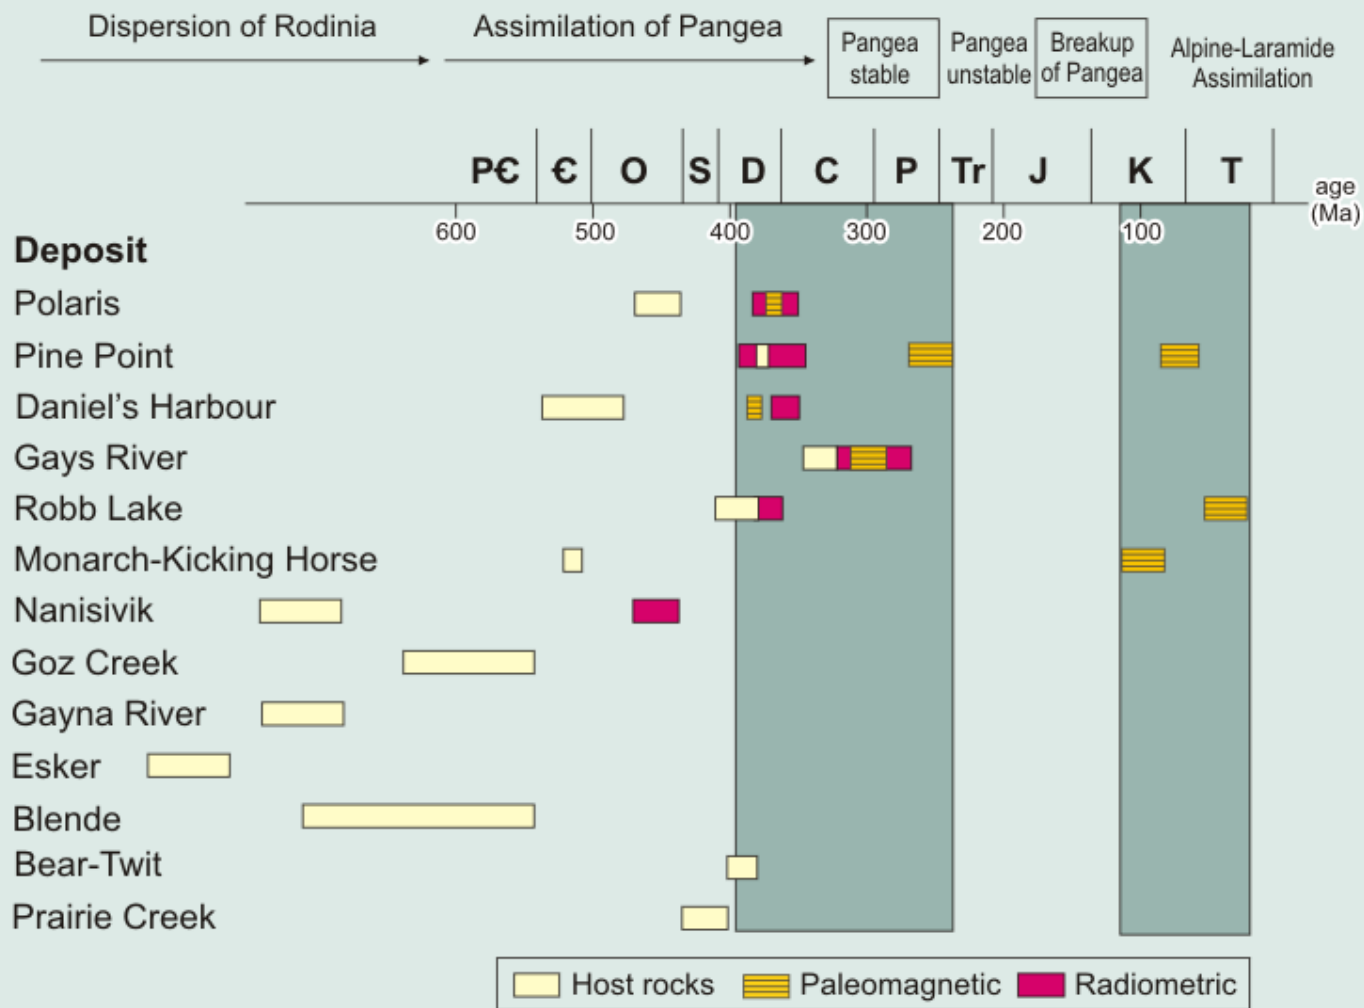 Dispersion of Rodinia
Assimilation of Pangea
Pangea
stable
Pangea
unstable
Breakup
of Pangea
Alpine-Laramide
Assimilation
P€ € O S D C P Tr J K T
age
(Ma)
600 500 400 300 200 100
Deposit
Polaris
Pine Point
Daniel's Harbour
Gays River
Robb Lake
Monarch-Kicking Horse
Nanisivik
Goz Creek
Gayna River
Esker
Blende
Bear-Twit
Prairie Creek
Host rocks Paleomagnetic Radiometric